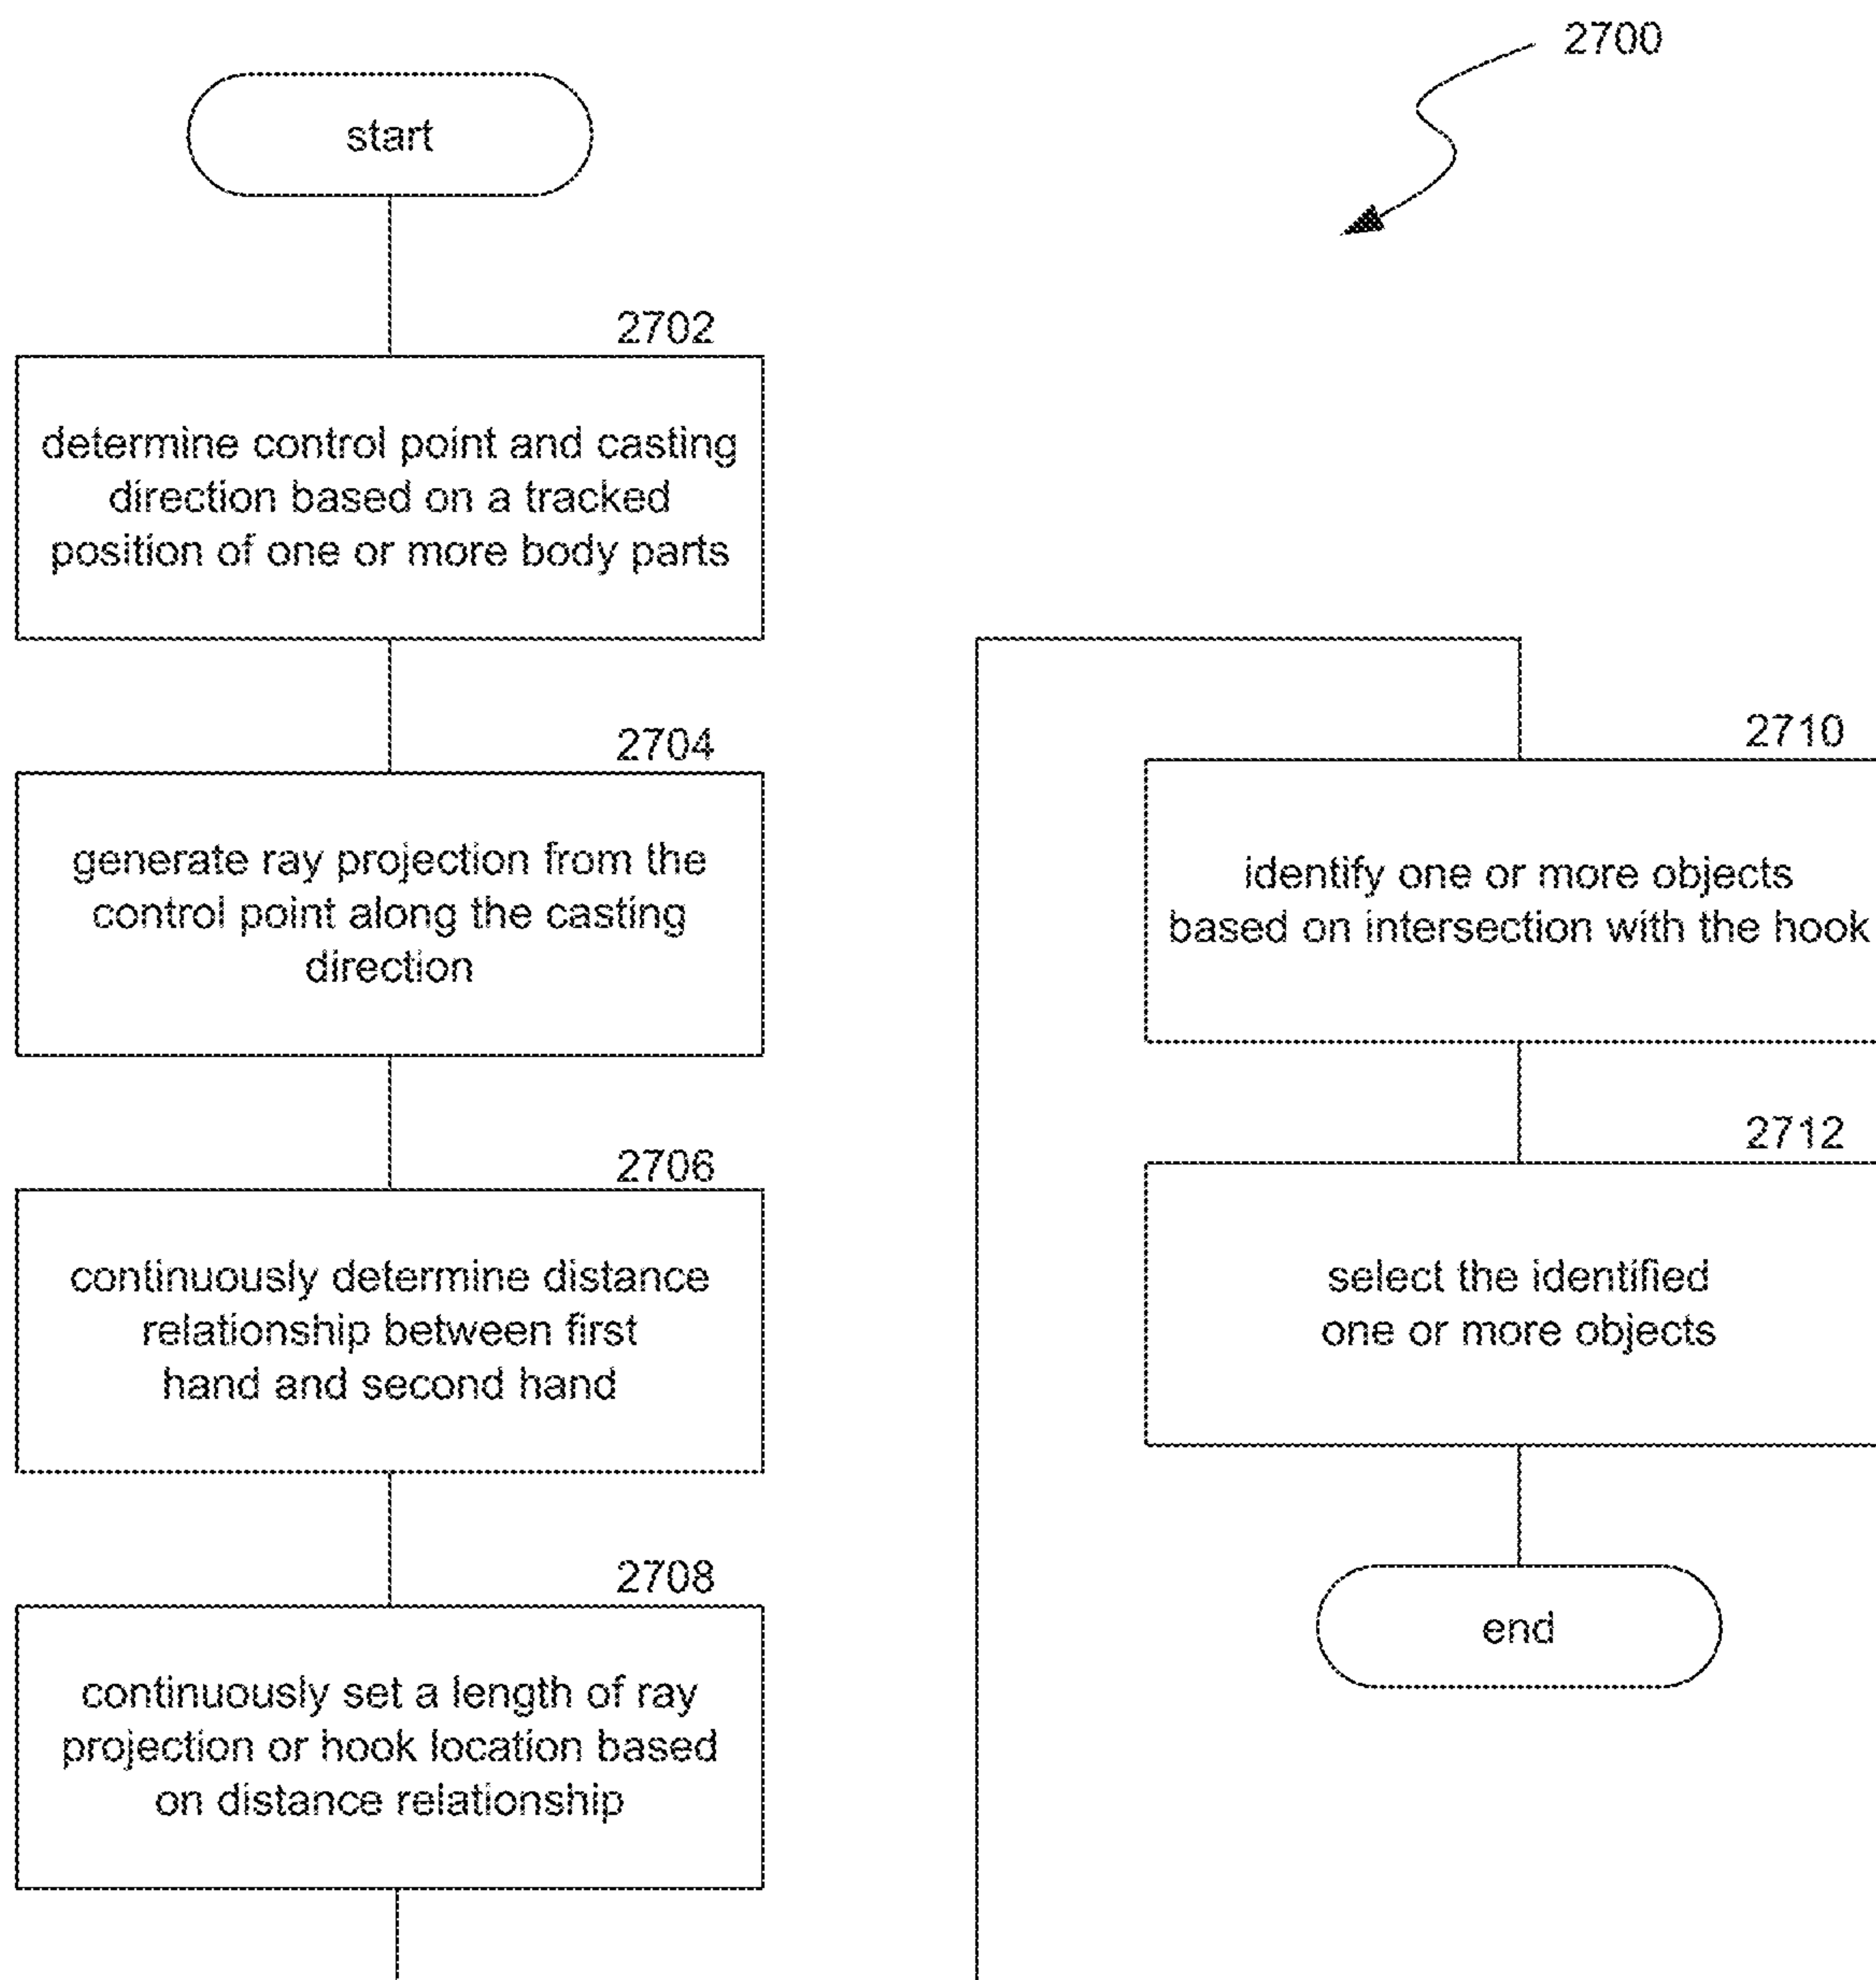 2700
start
2702
determine control point and casting
direction based on a tracked
position of one or more body parts
2704
generate ray projection from the
control point along the casting
direction
2706
continuously determine distance
relationship between first
hand and second hand
2708
continuously set a length of ray
projection or hook location based
on distance relationship
2710
identify one or more objects
based on intersection with the hook
2712
select the identified
one or more objects
end